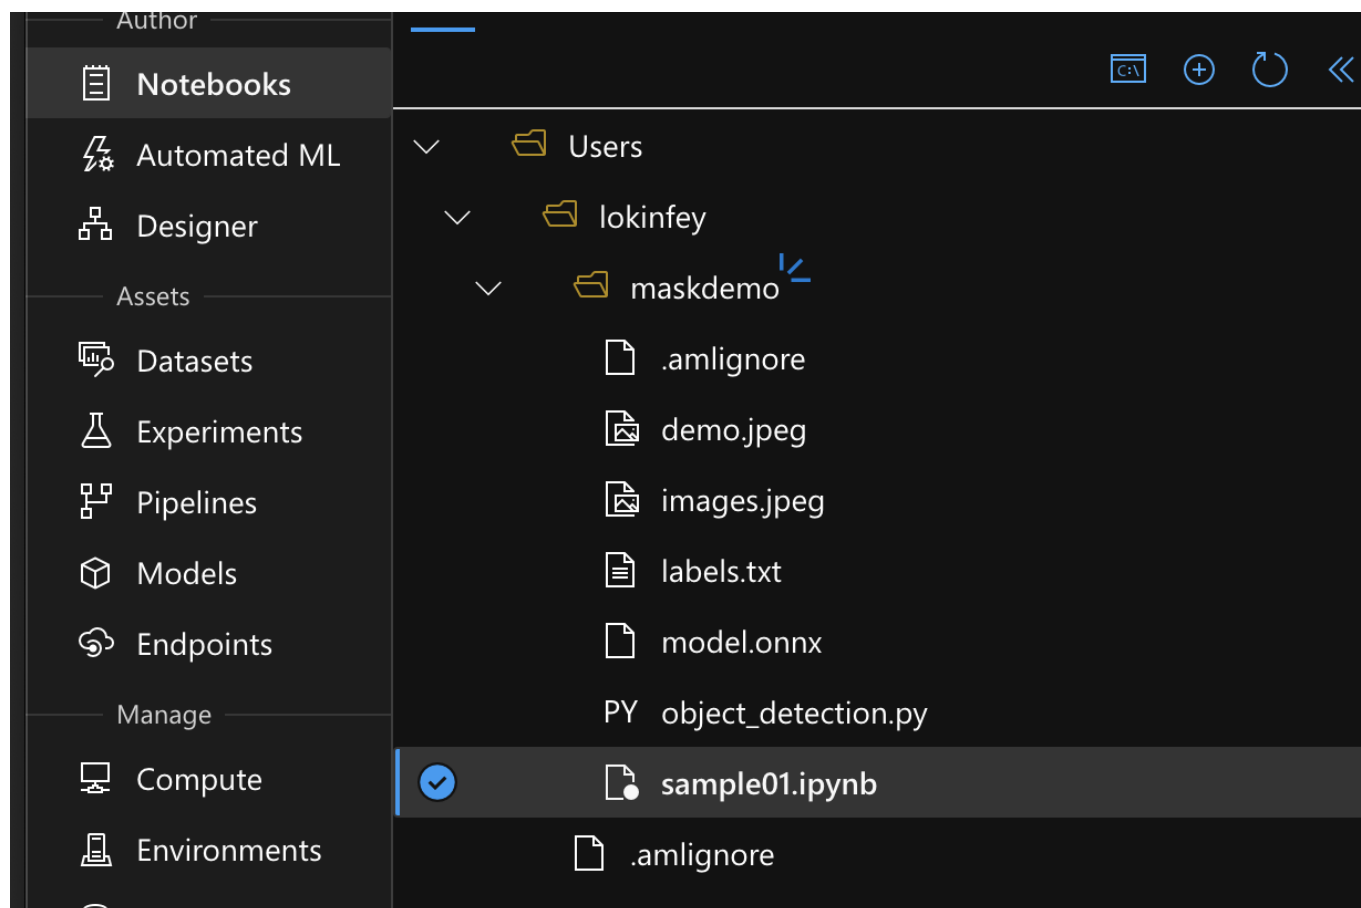 Author
Notebooks
Automated ML
Designer
Assets
Datasets
Experiments
Pipelines
Models
Endpoints
Manage
Compute
Environments
C:\
Users
lokinfey
maskdemo
.amlignore
demo.jpeg
images.jpeg
labels.txt
model.onnx
PY object_detection.py
sample01.ipynb
.amlignore